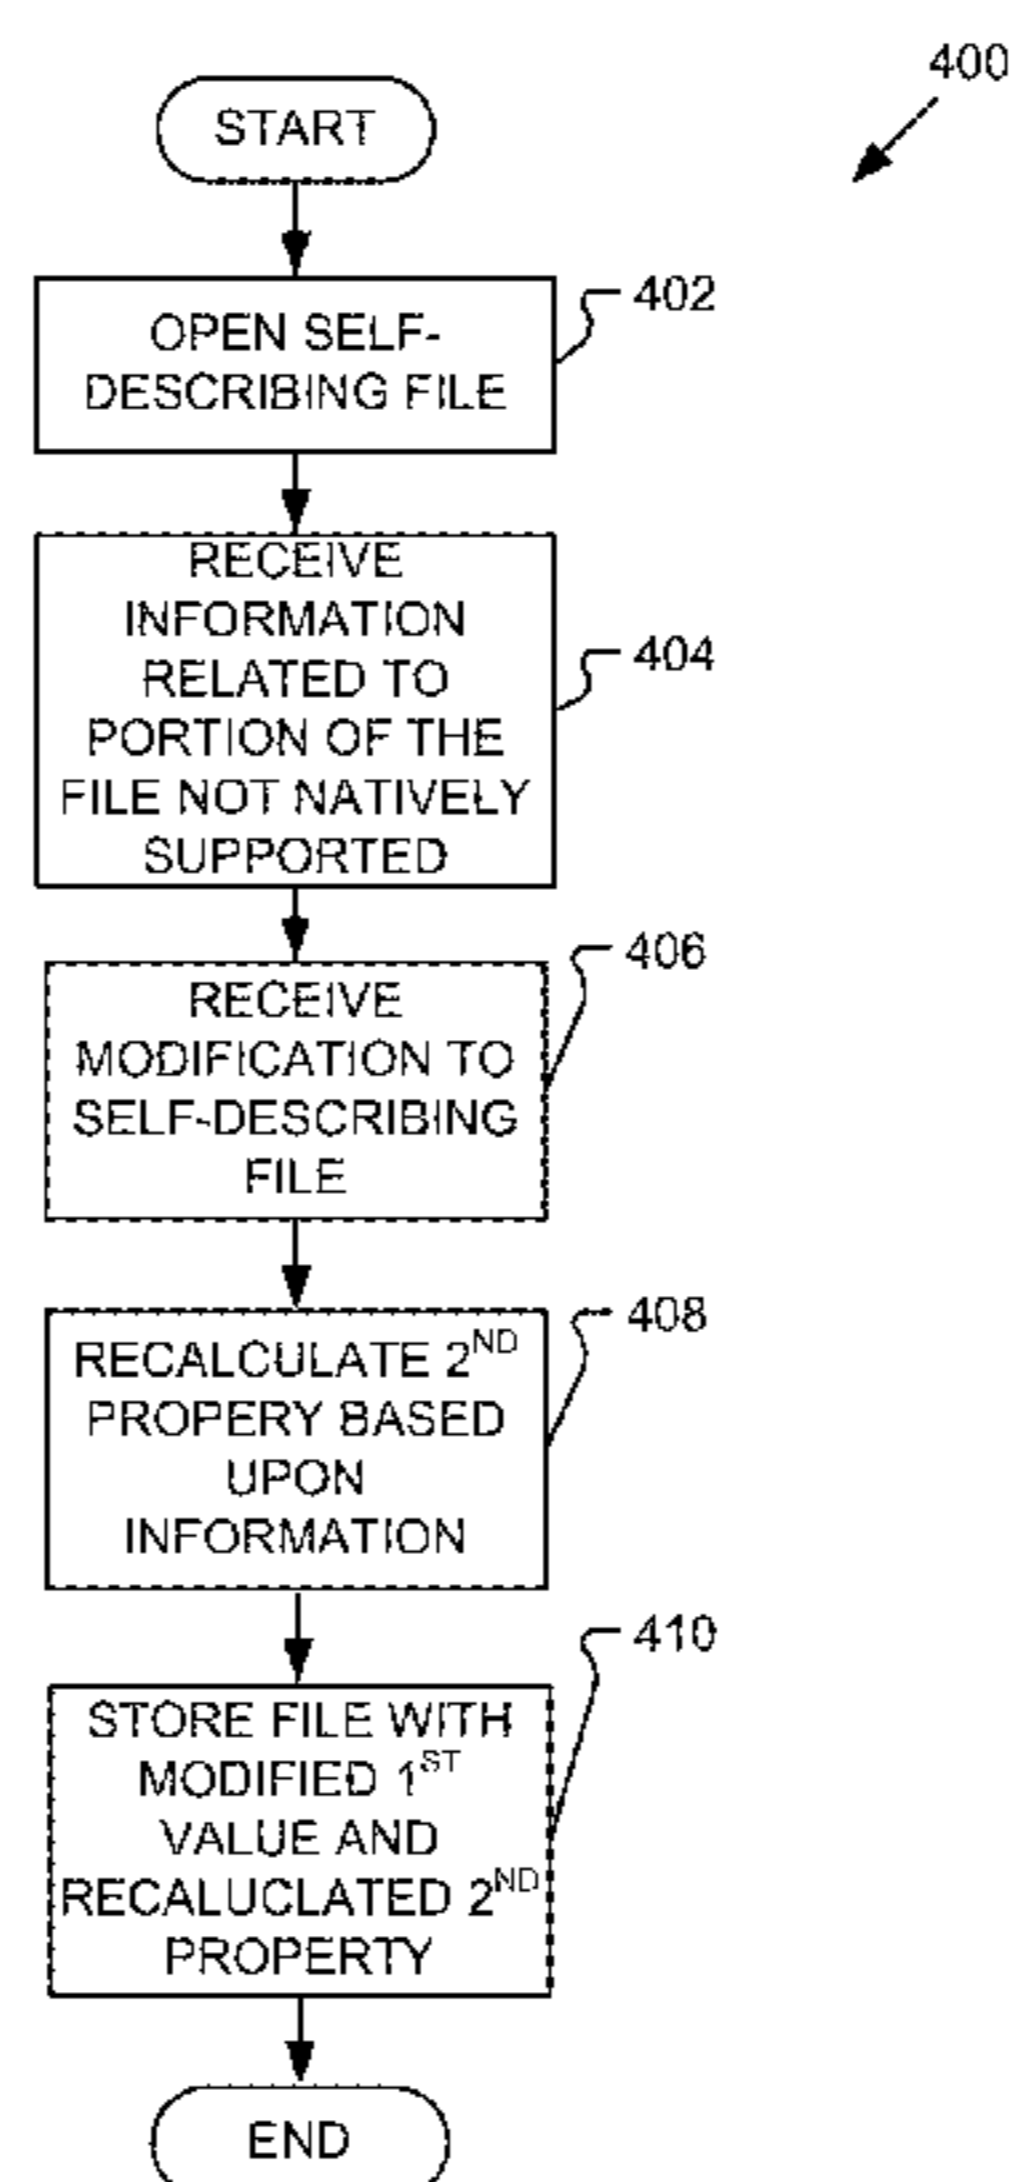 400
START
OPEN SELF-
DESCRIBING FILE
402
RECEIVE
INFORMATION
RELATED TO
PORTION OF THE
FILE NOT NATIVELY
SUPPORTED
404
RECEIVE
MODIFICATION TO
SELF-DESCRIBING
FILE
406
RECALCULATE 2ND
PROPERY BASED
UPON
INFORMATION
408
STORE FILE WITH
MODIFIED 1ST
VALUE AND
RECALUCLATED 2ND
PROPERTY
410
END